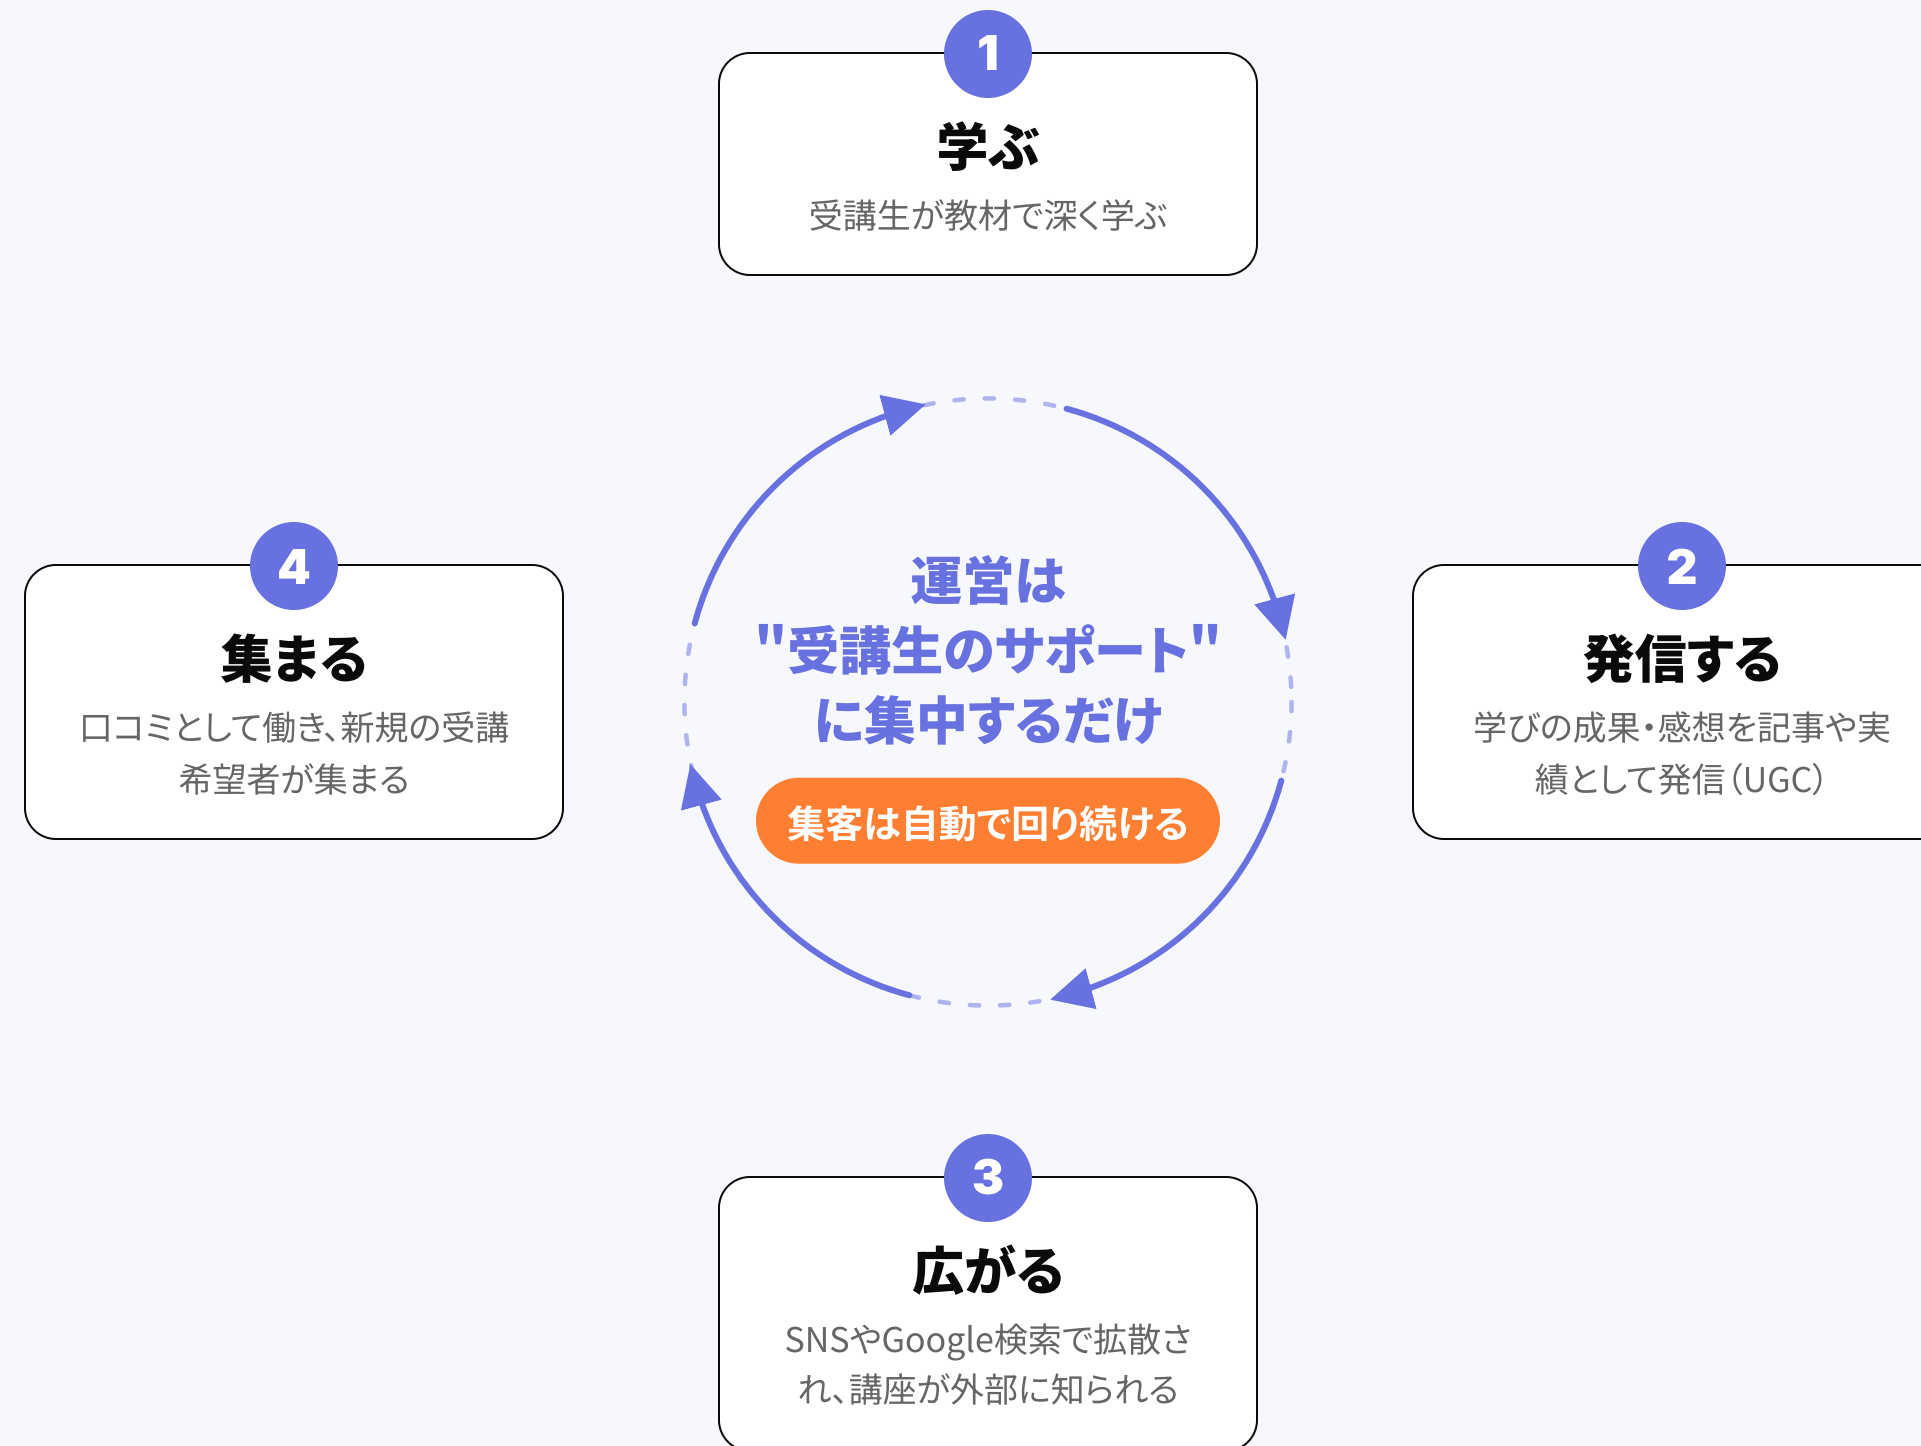 1
学ぶ
受講生が教材で深く学ぶ
2
発信する
学びの成果・感想を記事や実
績として発信（UGC）
3
広がる
SNSやGoogle検索で拡散さ
れ、講座が外部に知られる
4
集まる
口コミとして働き、新規の受講
希望者が集まる
運営は
"受講生のサポート"
に集中するだけ
集客は自動で回り続ける